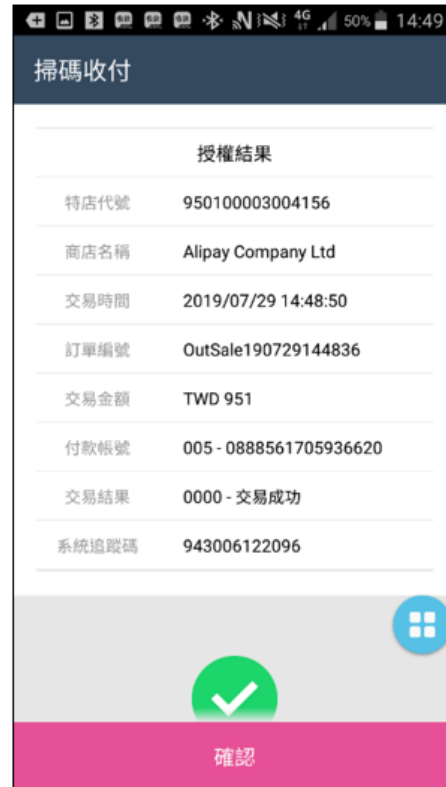 4G 50% 14:49
掃碼收付
授權結果
特店代號 950100003004156
商店名稱 Alipay Company Ltd
交易時間 2019/07/29 14:48:50
訂單編號 OutSale190729144836
交易金額 TWD 951
付款帳號 005 - 0888561705936620
交易結果 0000 - 交易成功
系統追蹤碼 943006122096
確認